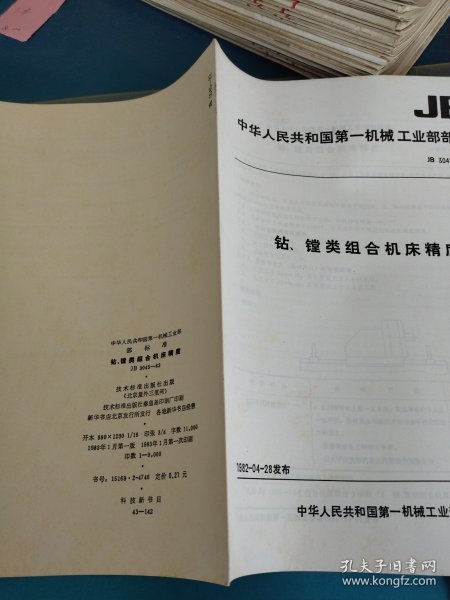 JB
中华人民共和国第一机械工业部部
JB 304
钻、镗类组合机床精度
1982-04-28发布
中华人民共和国第一机械工业
中华人民共和国第一机械工业部
部标准
钻、镗类组合机床精度
JB 3043—82
技术标准出版社出版
(北京复外三里河)
技术标准出版社秦皇岛印刷厂印刷
新华书店北京发行所发行 各地新华书店经售
开本 880×1230 1/16 印张 3/4 字数 11,000
1983年1月第一版 1983年1月第一次印刷
印数 1—9,000
书号：15169·2-4746 定价 0.27 元
科技新书目
43—142
孔夫子旧书网
www.kongfz.com